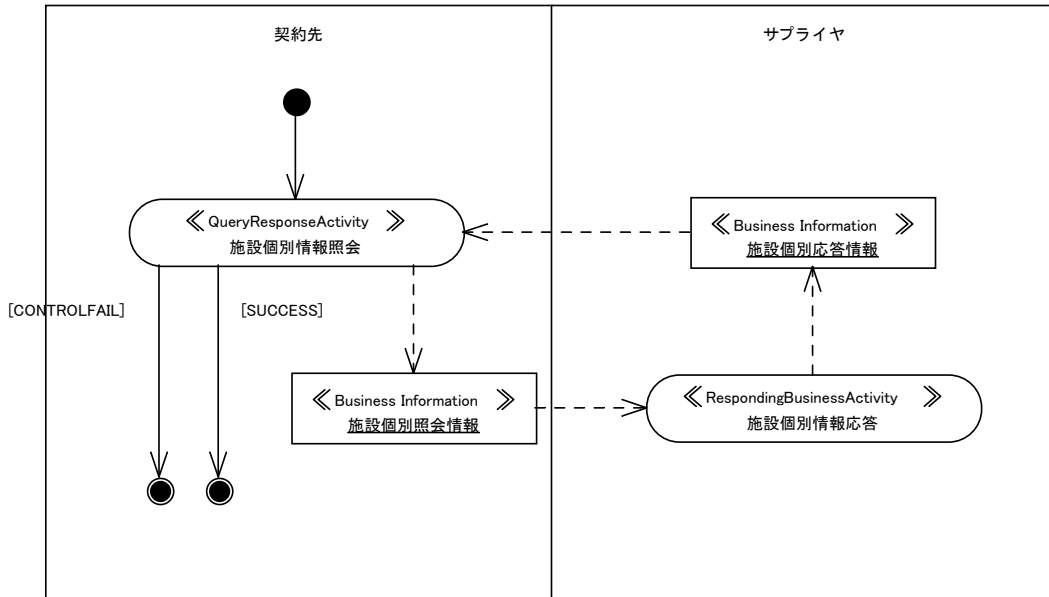 契約先
サプライヤ
≪QueryResponseActivity ≫
施設個別情報照会
≪Business Information ≫
施設個別応答情報
[CONTROLFAIL]
[SUCCESS]
≪Business Information ≫
施設個別照会情報
≪RespondingBusinessActivity ≫
施設個別情報応答